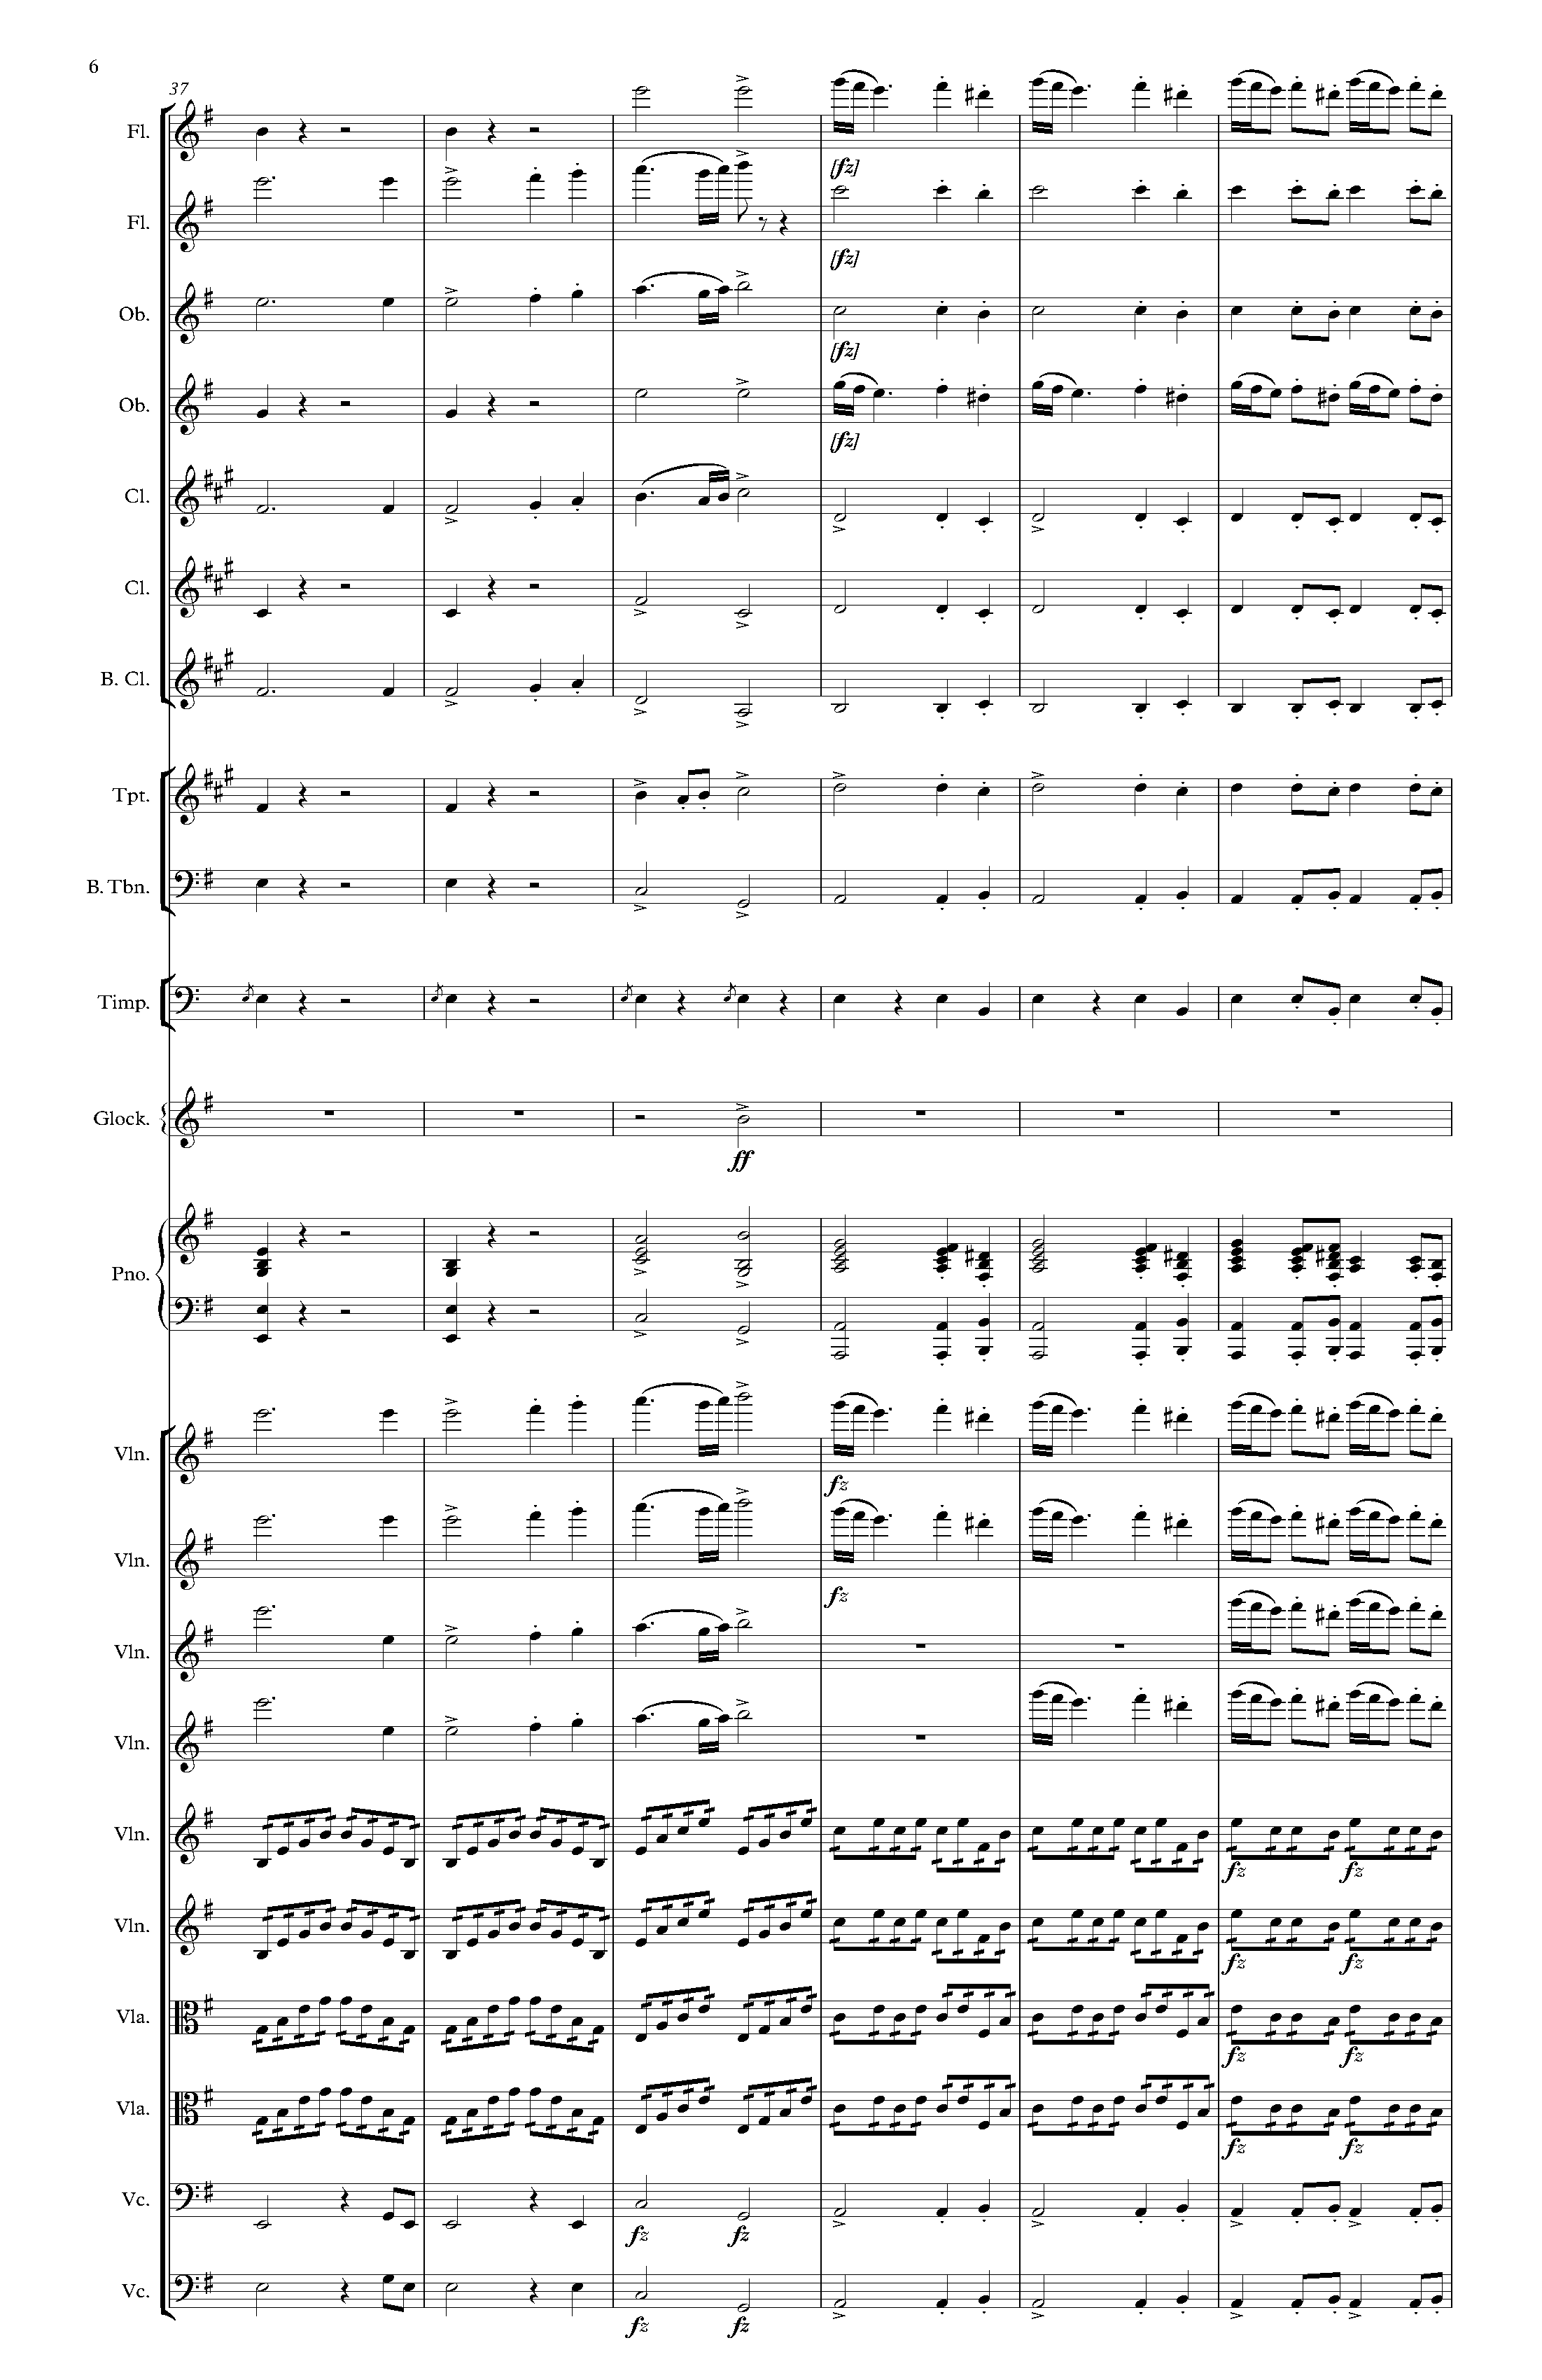 6
37
Fl.
[fz]
Fl.
[fz]
Ob.
[fz]
Ob.
[fz]
Cl.
Cl.
B. Cl.
Tpt.
B. Tbn.
Timp.
Glock.
ff
Pno.
Vln.
fz
Vln.
fz
Vln.
Vln.
Vln.
fz fz
Vln.
fz fz
Vla.
fz fz
Vla.
fz fz
Vc.
fz fz
Vc.
fz fz